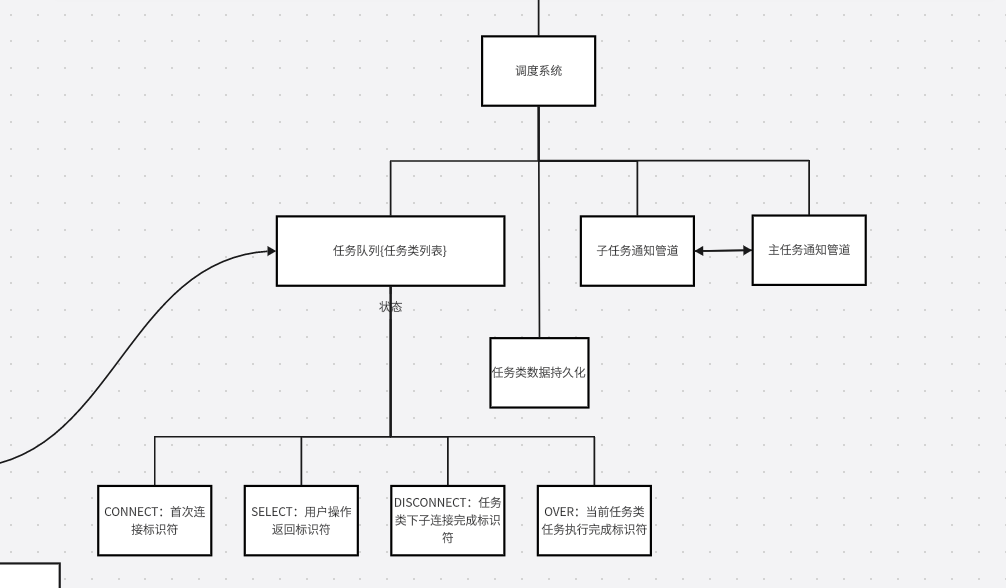 调度系统
任务队列{任务类列表}
子任务通知管道
主任务通知管道
状态
任务类数据持久化
CONNECT：首次连
接标识符
SELECT：用户操作
返回标识符
DISCONNECT：任务
类下子连接完成标识
符
OVER：当前任务类
任务执行完成标识符